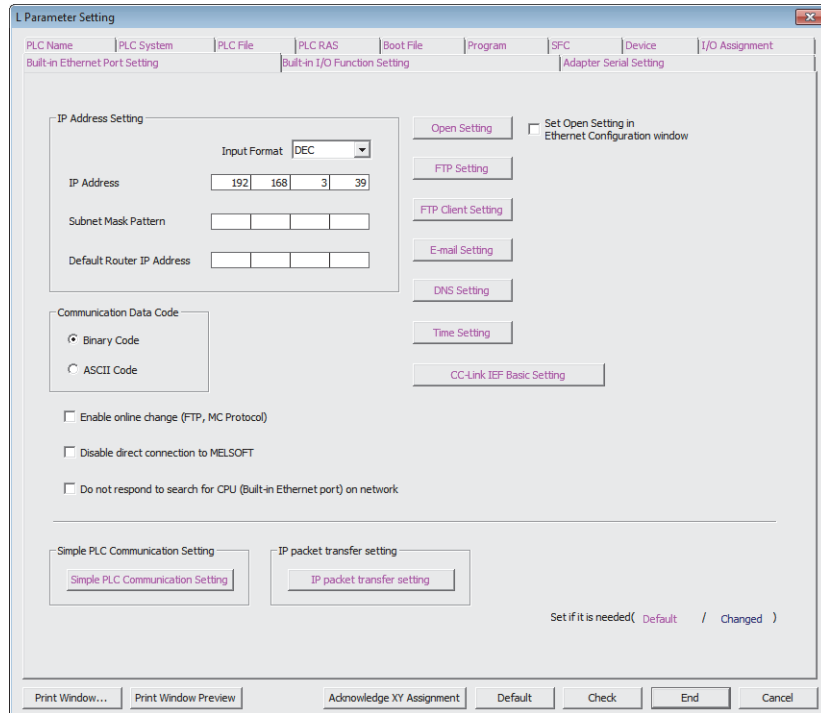 L Parameter Setting
PLC Name PLC System PLC File PLC RAS Boot File Program SFC Device I/O Assignment
Built-in Ethernet Port Setting Built-in I/O Function Setting Adapter Serial Setting
IP Address Setting
Input Format DEC
IP Address 192 168 3 39
Subnet Mask Pattern
Default Router IP Address
Open Setting
Set Open Setting in
Ethernet Configuration window
FTP Setting
FTP Client Setting
E-mail Setting
DNS Setting
Time Setting
CC-Link IEF Basic Setting
Communication Data Code
Binary Code
ASCII Code
Enable online change (FTP, MC Protocol)
Disable direct connection to MELSOFT
Do not respond to search for CPU (Built-in Ethernet port) on network
Simple PLC Communication Setting
Simple PLC Communication Setting
IP packet transfer setting
IP packet transfer setting
Set if it is needed( Default / Changed )
Print Window... Print Window Preview Acknowledge XY Assignment Default Check End Cancel